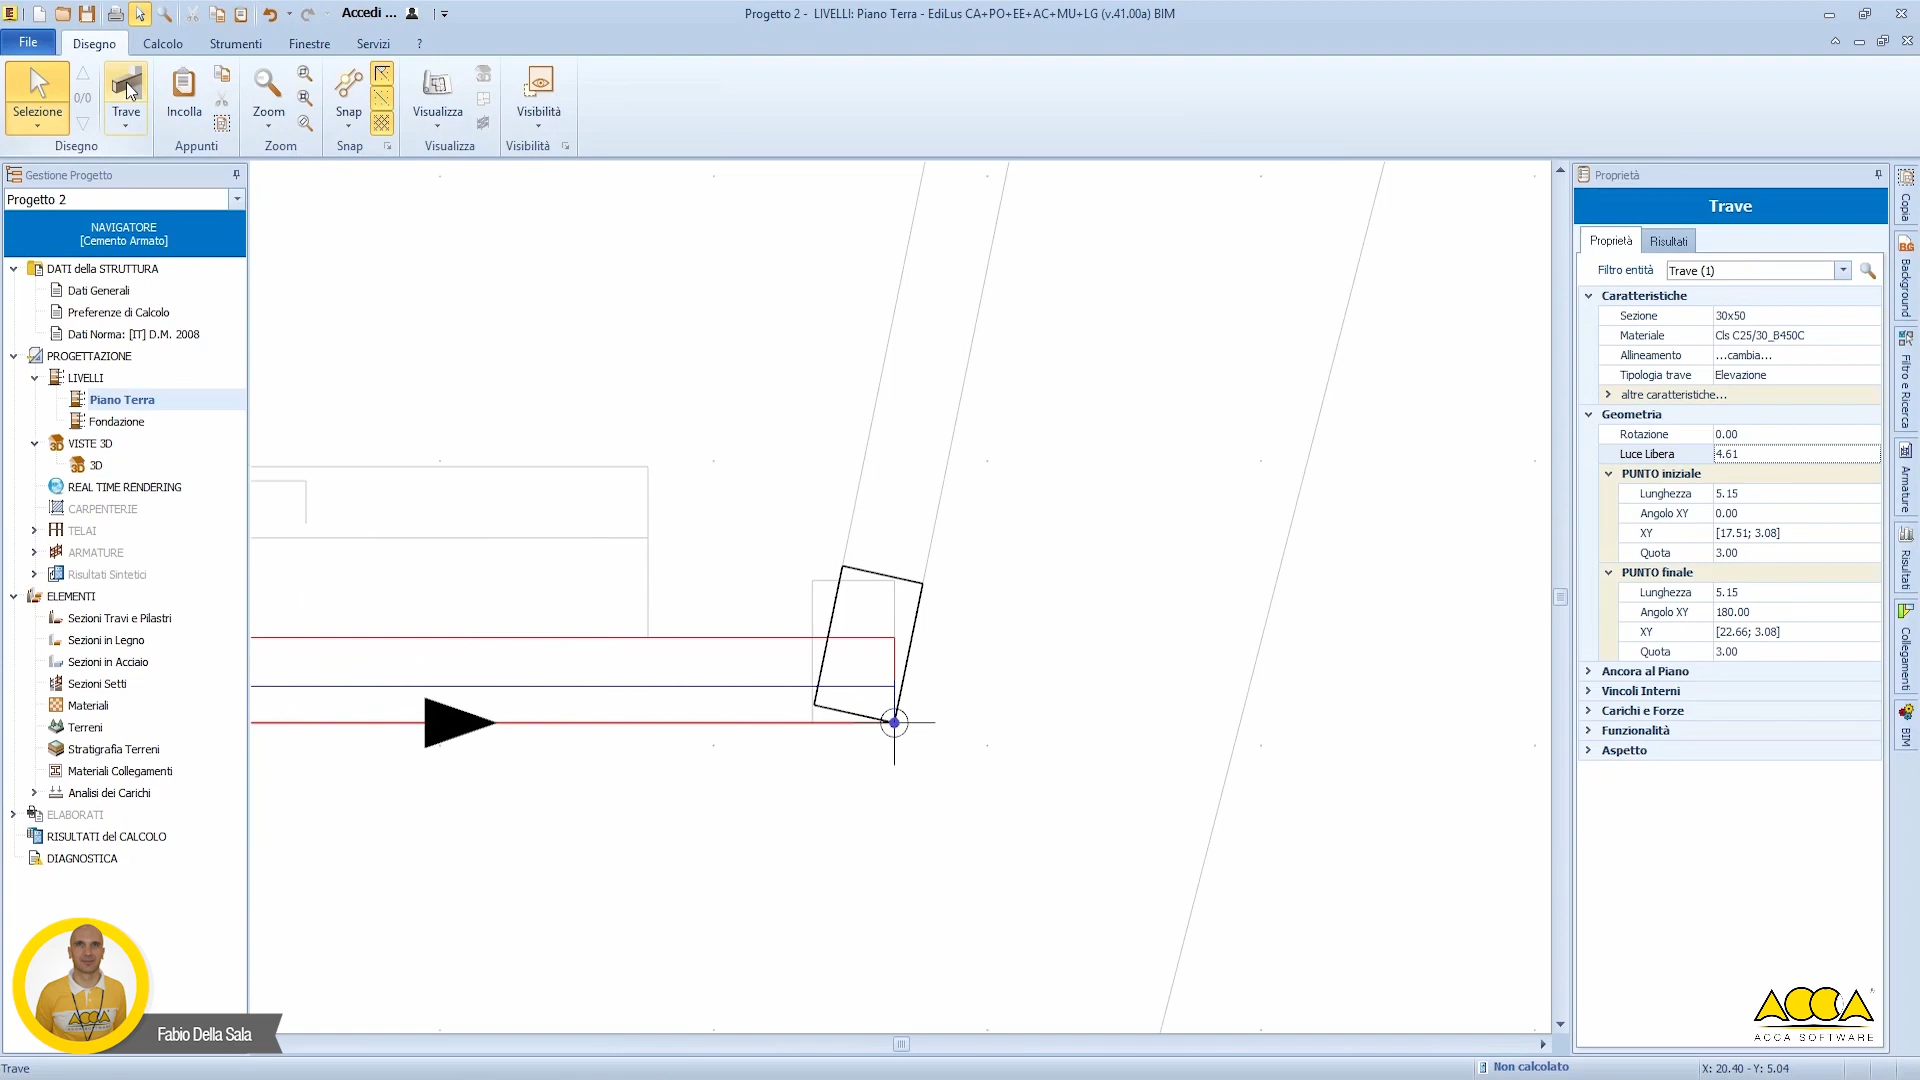 Accedi ...
Progetto 2 - LIVELLI: Piano Terra - EdiLus CA+PO+EE+AC+MU+LG (v.41.00a) BIM
File
Disegno
Calcolo
Strumenti
Finestre
Servizi
?
Selezione
0/0
Trave
Incolla
Zoom
Snap
Visualizza
Visibilità
Disegno
Appunti
Zoom
Snap
Visualizza
Visibilità
Gestione Progetto
Progetto 2
NAVIGATORE
[Cemento Armato]
DATI della STRUTTURA
Dati Generali
Preferenze di Calcolo
Dati Norma: [IT] D.M. 2008
PROGETTAZIONE
LIVELLI
Piano Terra
Fondazione
VISTE 3D
3D
REAL TIME RENDERING
CARPENTERIE
TELAI
ARMATURE
Risultati Sintetici
ELEMENTI
Sezioni Travi e Pilastri
Sezioni in Legno
Sezioni in Acciaio
Sezioni Setti
Materiali
Terreni
Stratigrafia Terreni
Materiali Collegamenti
Analisi dei Carichi
ELABORATI
RISULTATI del CALCOLO
DIAGNOSTICA
Fabio Della Sala
Proprietà
Trave
Proprietà
Risultati
Filtro entità
Trave (1)
Caratteristiche
Sezione 30x50
Materiale Cls C25/30_B450C
Allineamento ...cambia...
Tipologia trave Elevazione
altre caratteristiche...
Geometria
Rotazione 0.00
Luce Libera 4.61
PUNTO iniziale
Lunghezza 5.15
Angolo XY 0.00
XY [17.51; 3.08]
Quota 3.00
PUNTO finale
Lunghezza 5.15
Angolo XY 180.00
XY [22.66; 3.08]
Quota 3.00
Ancora al Piano
Vincoli Interni
Carichi e Forze
Funzionalità
Aspetto
Copia
BG
Background
Filtro e Ricerca
Armature
Risultati
Collegamenti
BIM
ACCA
ACCA SOFTWARE
Trave
Non calcolato
X: 20.40 - Y: 5.04